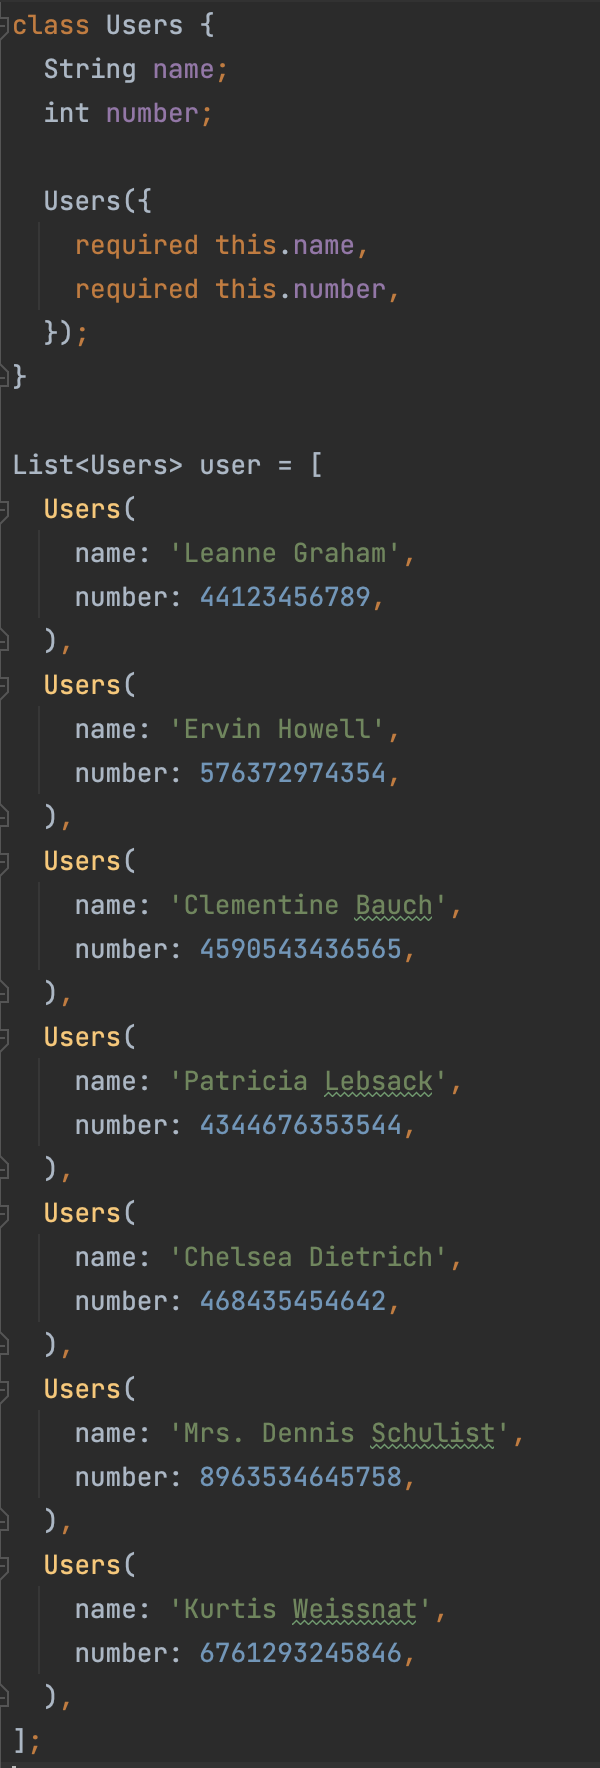 class Users {
  String name;
  int number;

  Users({
    required this.name,
    required this.number,
  });
}

List<Users> user = [
  Users(
    name: 'Leanne Graham',
    number: 44123456789,
  ),
  Users(
    name: 'Ervin Howell',
    number: 576372974354,
  ),
  Users(
    name: 'Clementine Bauch',
    number: 4590543436565,
  ),
  Users(
    name: 'Patricia Lebsack',
    number: 4344676353544,
  ),
  Users(
    name: 'Chelsea Dietrich',
    number: 468435454642,
  ),
  Users(
    name: 'Mrs. Dennis Schulist',
    number: 8963534645758,
  ),
  Users(
    name: 'Kurtis Weissnat',
    number: 6761293245846,
  ),
];